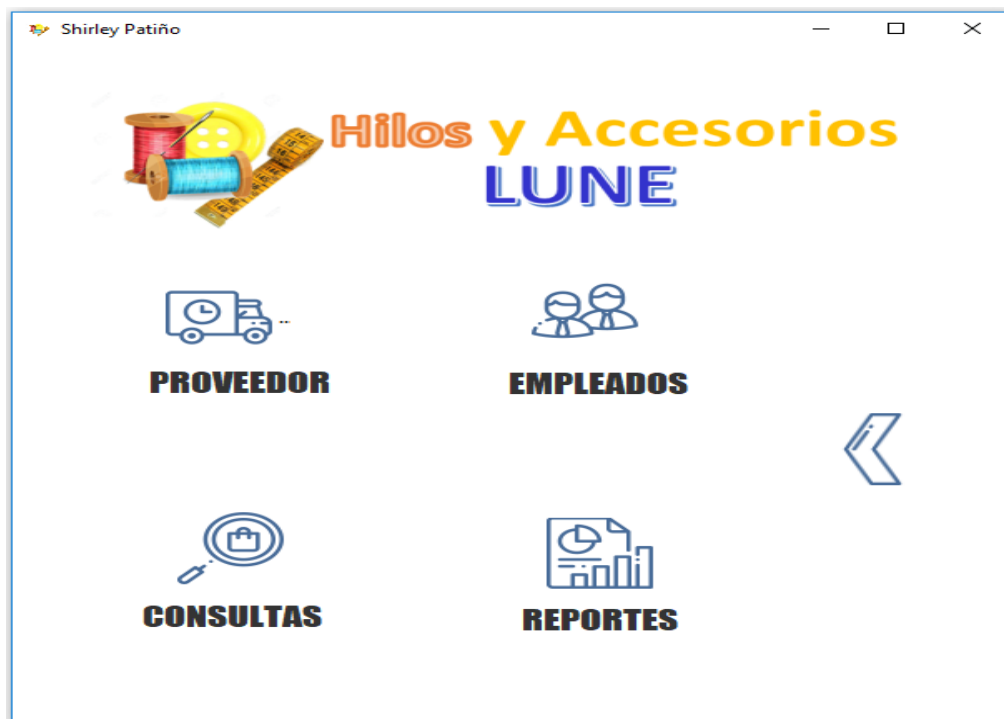 Shirley Patiño
Hilos y Accesorios
LUNE
PROVEEDOR
EMPLEADOS
CONSULTAS
REPORTES